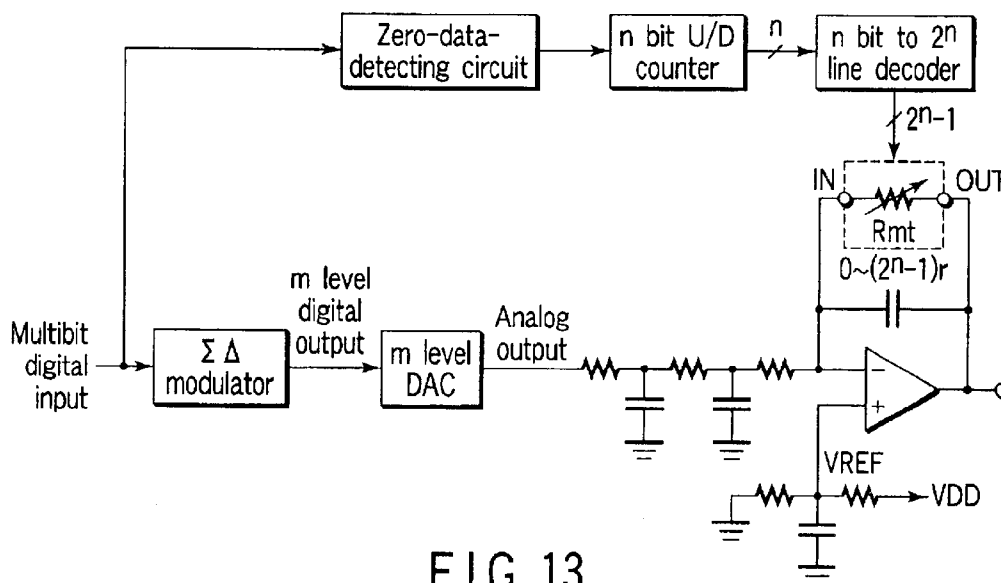 Zero-data-
detecting circuit
n bit U/D
counter
n
n bit to 2ⁿ
line decoder
2ⁿ-1
IN
OUT
Rmt
0~(2ⁿ-1)r
Multibit
digital
input
Σ Δ
modulator
m level
digital
output
m level
DAC
Analog
output
−
+
VREF
VDD
FIG. 13